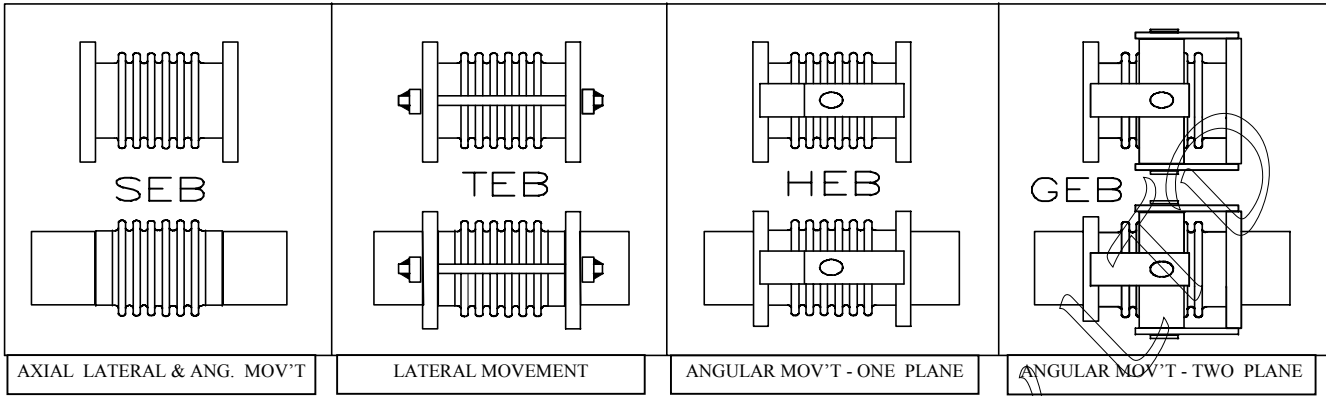 SEB
TEB
HEB
GEB
AXIAL LATERAL & ANG. MOV'T
LATERAL MOVEMENT
ANGULAR MOV'T - ONE PLANE
ANGULAR MOV'T - TWO PLANE